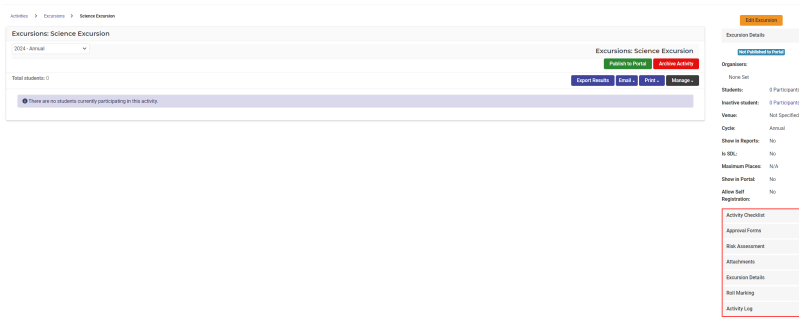 Activities > Excursions > Science Excursion
Excursions: Science Excursion
2024 - Annual
Excursions: Science Excursion
Publish to Portal
Archive Activity
Total students: 0
Export Results
Email
Print
Manage
There are no students currently participating in this activity.
Edit Excursion
Excursion Details
Not Published to Portal
Organisers:
None Set
Students: 0 Participants
Inactive student: 0 Participants
Venue: Not Specified
Cycle: Annual
Show in Reports: No
Is SDL: No
Maximum Places: N/A
Show in Portal: No
Allow Self Registration: No
Activity Checklist
Approval Forms
Risk Assessment
Attachments
Excursion Details
Roll Marking
Activity Log